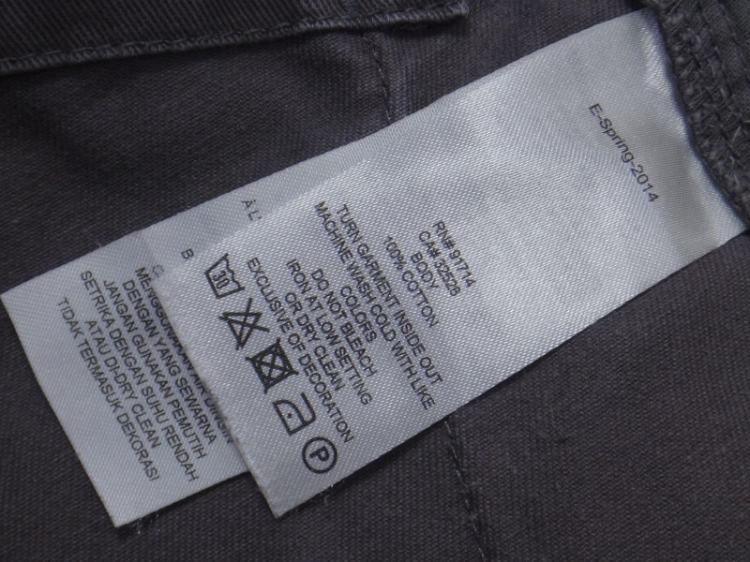 E-Spring-2014
RN# 91714
CA# 32528
BODY
100% COTTON
TURN GARMENT INSIDE OUT
MACHINE WASH COLD WITH LIKE
COLORS
DO NOT BLEACH
IRON AT LOW SETTING
OR DRY CLEAN
EXCLUSIVE OF DECORATION
30
P
À L'
B
DENGAN YANG SEWARNA
JANGAN GUNAKAN PEMUTIH
SETRIKA DENGAN SUHU RENDAH
ATAU DI-DRY CLEAN
TIDAK TERMASUK DEKORASI